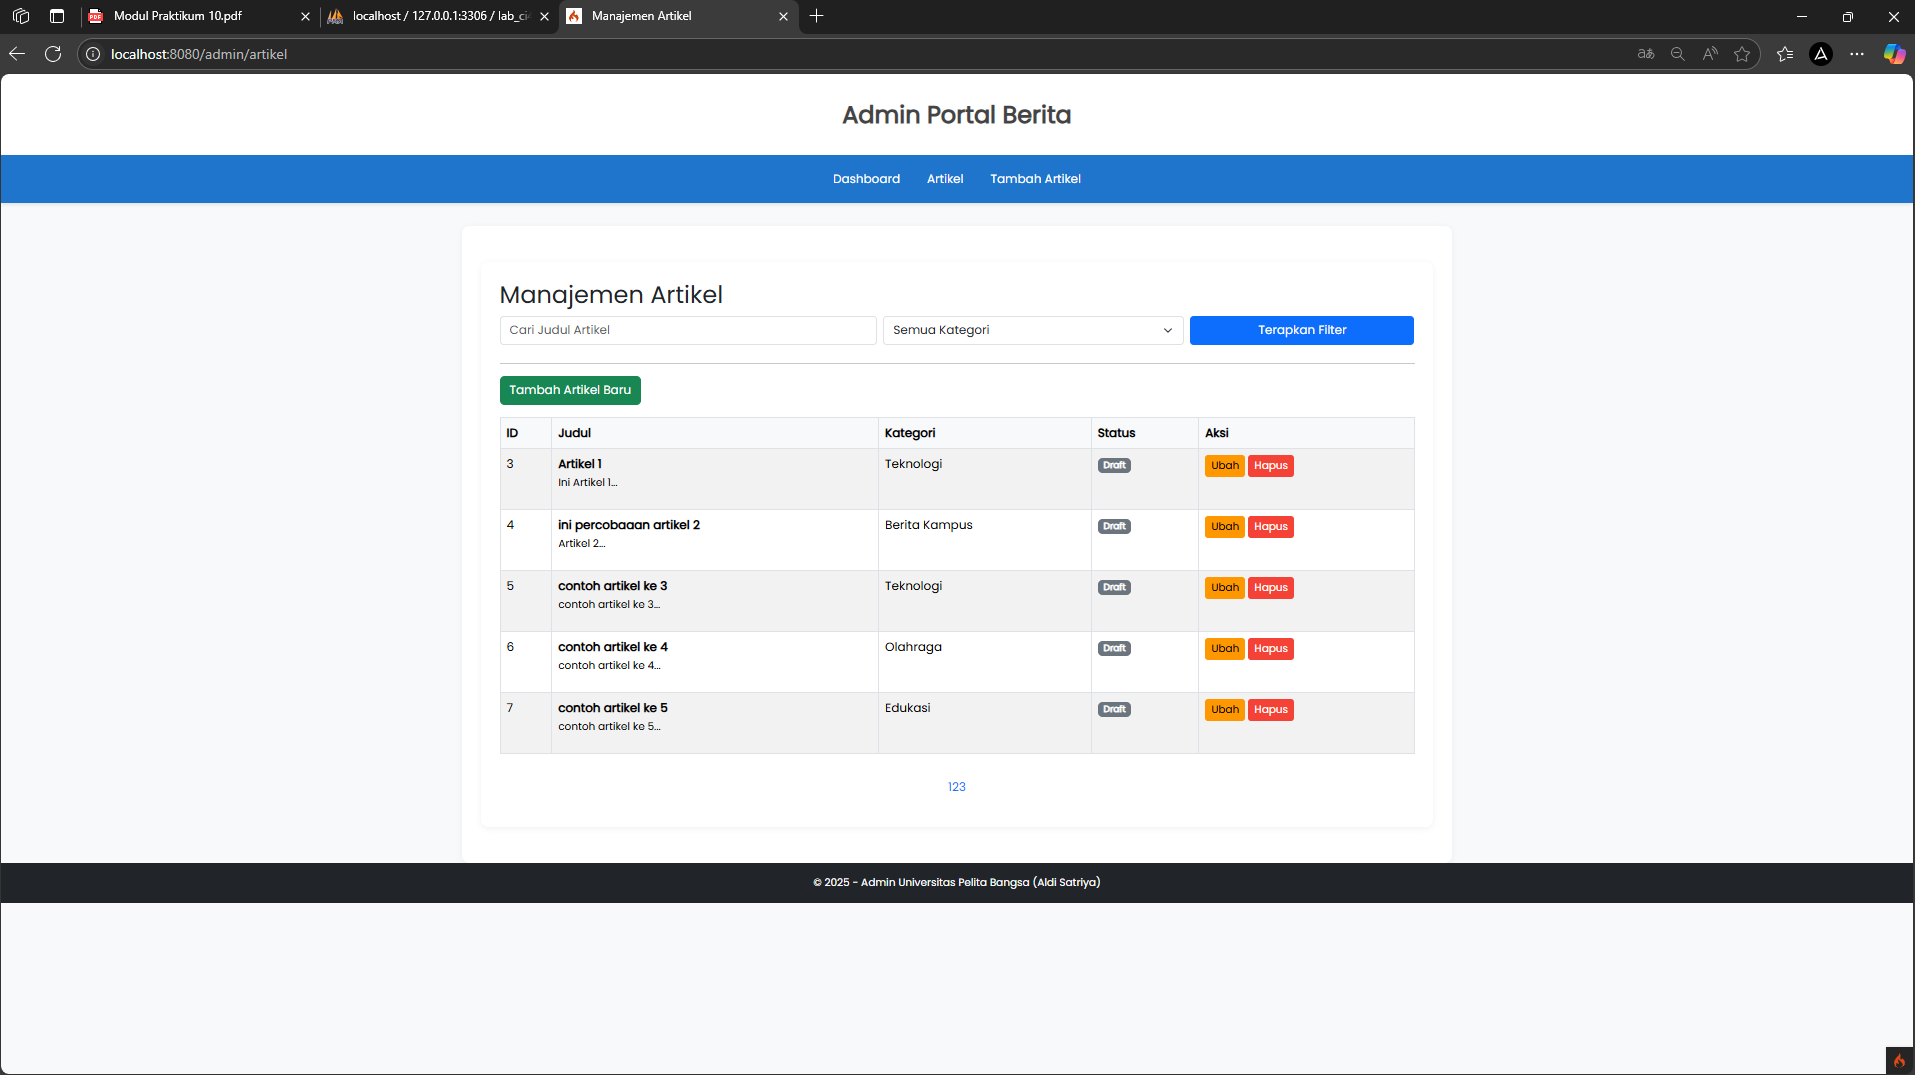 Modul Praktikum 10.pdf
localhost / 127.0.0.1:3306 / lab_ci
Manajemen Artikel
localhost:8080/admin/artikel
Admin Portal Berita
Dashboard Artikel Tambah Artikel
Manajemen Artikel
Cari Judul Artikel Semua Kategori Terapkan Filter
Tambah Artikel Baru
ID Judul Kategori Status Aksi
3 Artikel 1 Teknologi Draft Ubah Hapus
Ini Artikel 1...
4 ini percobaaan artikel 2 Berita Kampus Draft Ubah Hapus
Artikel 2...
5 contoh artikel ke 3 Teknologi Draft Ubah Hapus
contoh artikel ke 3...
6 contoh artikel ke 4 Olahraga Draft Ubah Hapus
contoh artikel ke 4...
7 contoh artikel ke 5 Edukasi Draft Ubah Hapus
contoh artikel ke 5...
123
© 2025 - Admin Universitas Pelita Bangsa (Aldi Satriya)